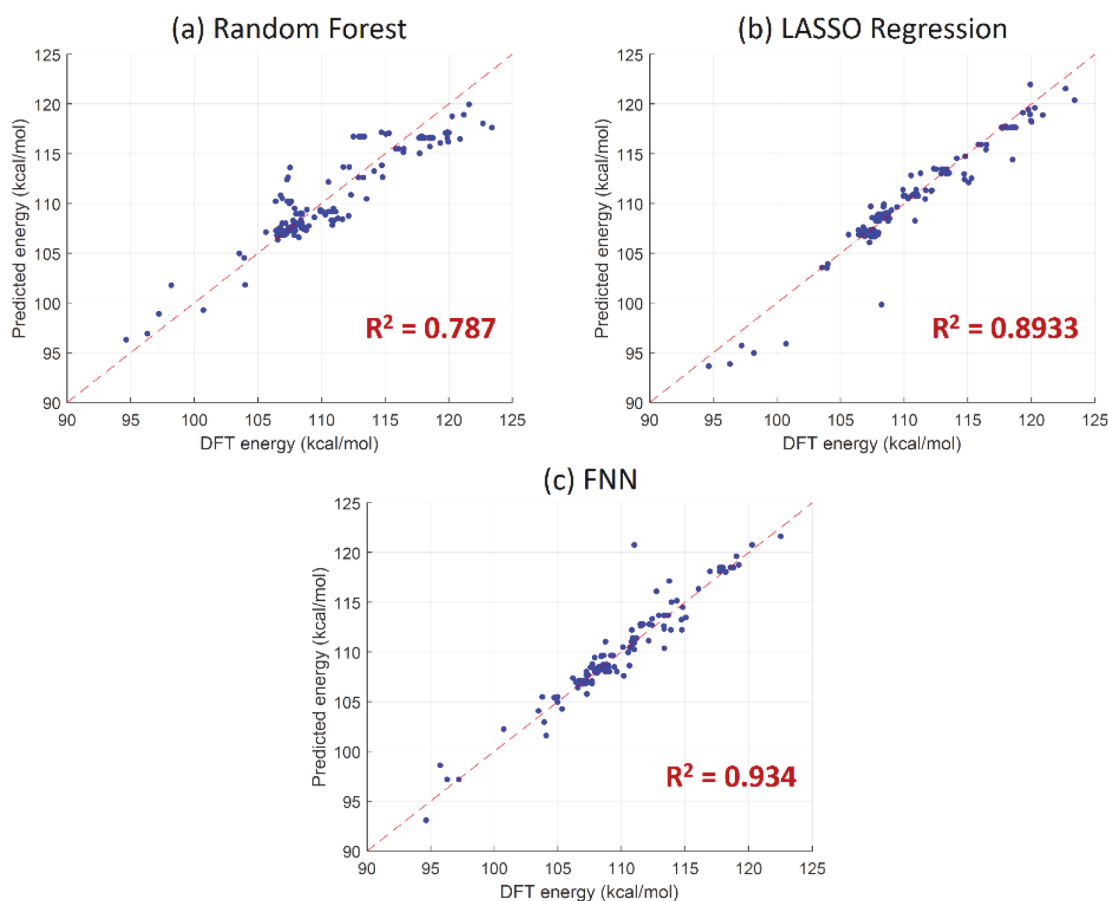 (a) Random Forest
125
120
115
110
105
100
95
90
90 95 100 105 110 115 120 125
Predicted energy (kcal/mol)
DFT energy (kcal/mol)
R² = 0.787
(b) LASSO Regression
125
120
115
110
105
100
95
90
90 95 100 105 110 115 120 125
Predicted energy (kcal/mol)
DFT energy (kcal/mol)
R² = 0.8933
(c) FNN
125
120
115
110
105
100
95
90
90 95 100 105 110 115 120 125
Predicted energy (kcal/mol)
DFT energy (kcal/mol)
R² = 0.934